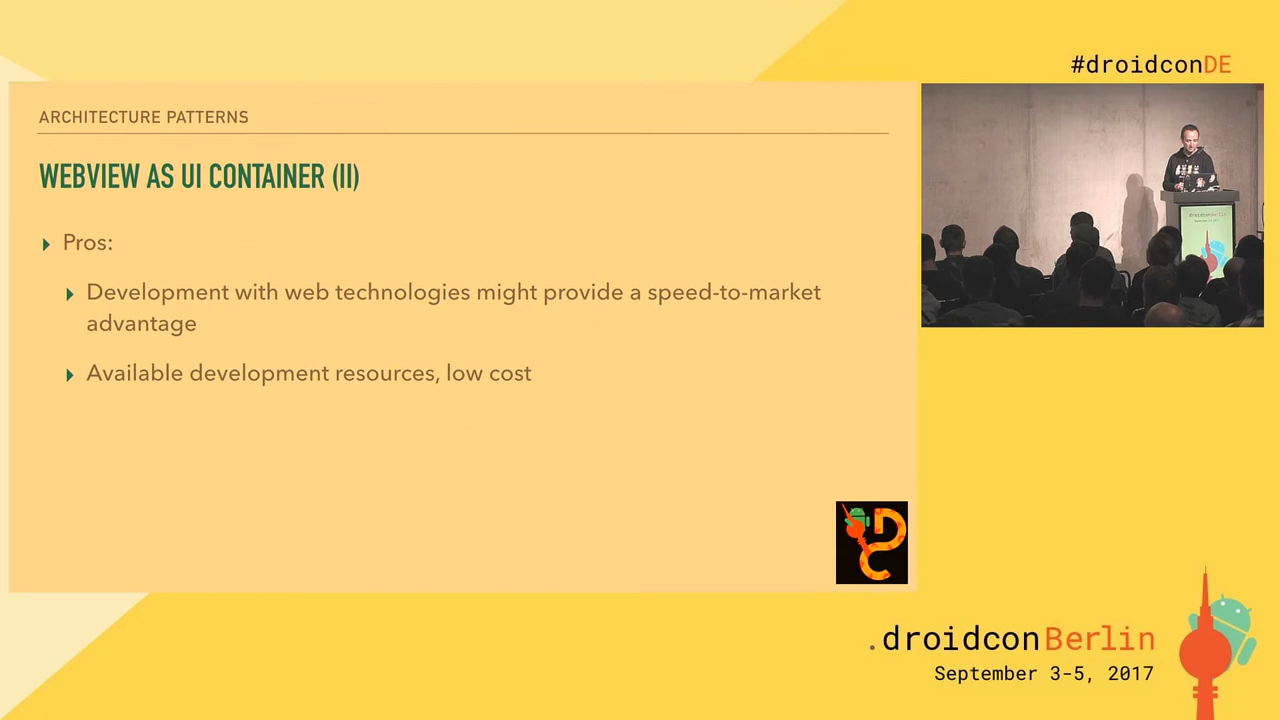 #droidconDE
ARCHITECTURE PATTERNS
WEBVIEW AS UI CONTAINER (II)
Pros:
Development with web technologies might provide a speed-to-market
advantage
Available development resources, low cost
.droidconBerlin
September 3-5, 2017